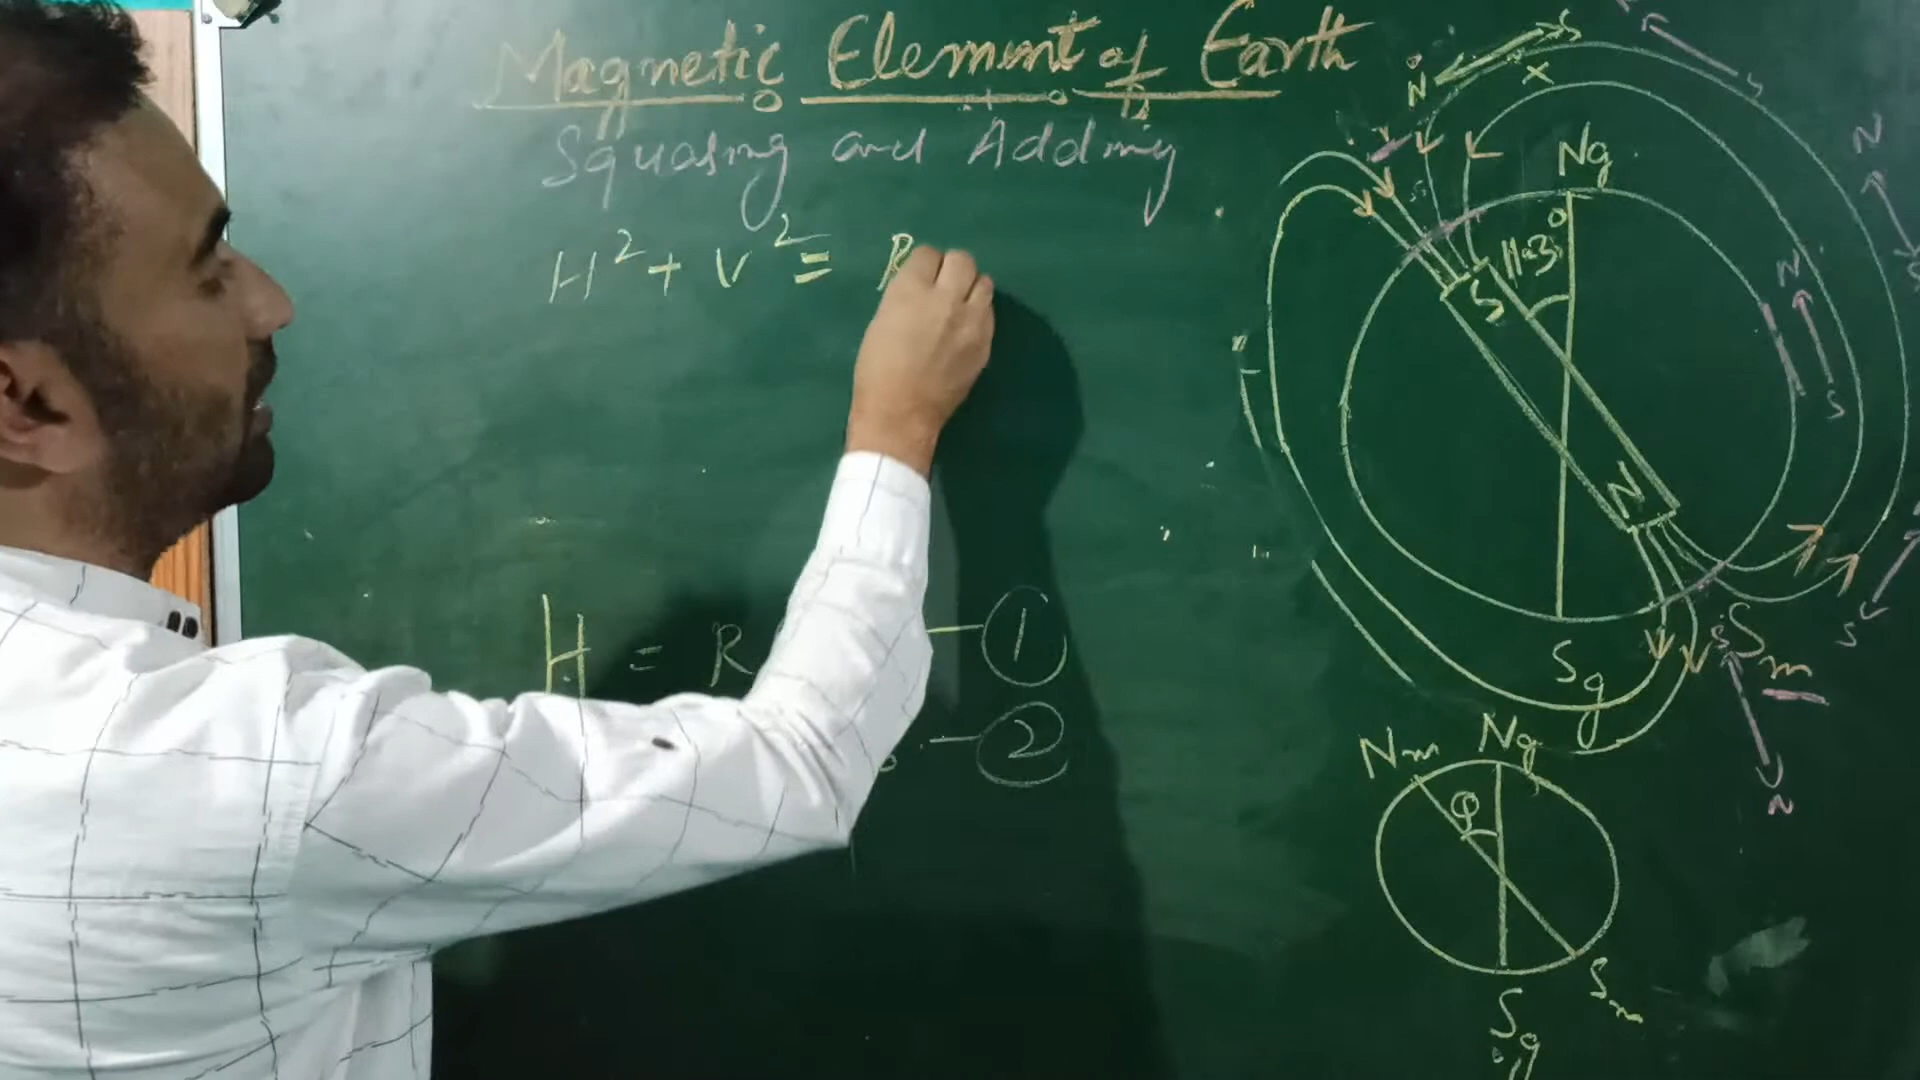 Magnetic Element of Earth
Squaring and Adding
H² + V² = R
H = R
— ①
— ②
N S
X
S
Ng
11.3°
S
N
Sg
N
S
N
S
S
N
Sm
Nm Ng
φ
Sm
Sg